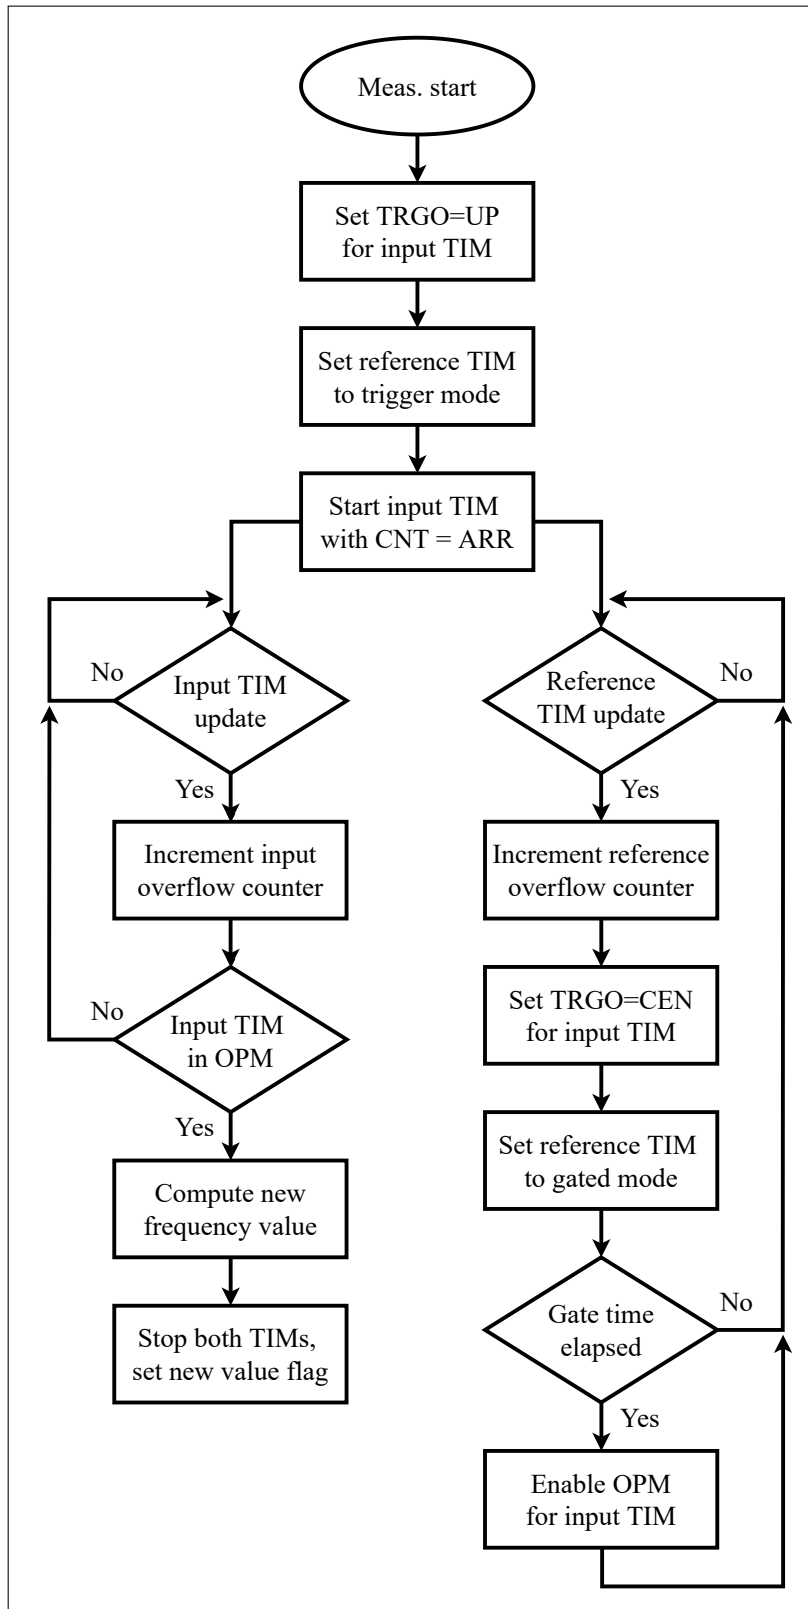 Meas. start
Set TRGO=UP
for input TIM
Set reference TIM
to trigger mode
Start input TIM
with CNT = ARR
No
Input TIM
update
Yes
Increment input
overflow counter
No
Input TIM
in OPM
Yes
Compute new
frequency value
Stop both TIMs,
set new value flag
Reference
TIM update
No
Yes
Increment reference
overflow counter
Set TRGO=CEN
for input TIM
Set reference TIM
to gated mode
Gate time
elapsed
No
Yes
Enable OPM
for input TIM